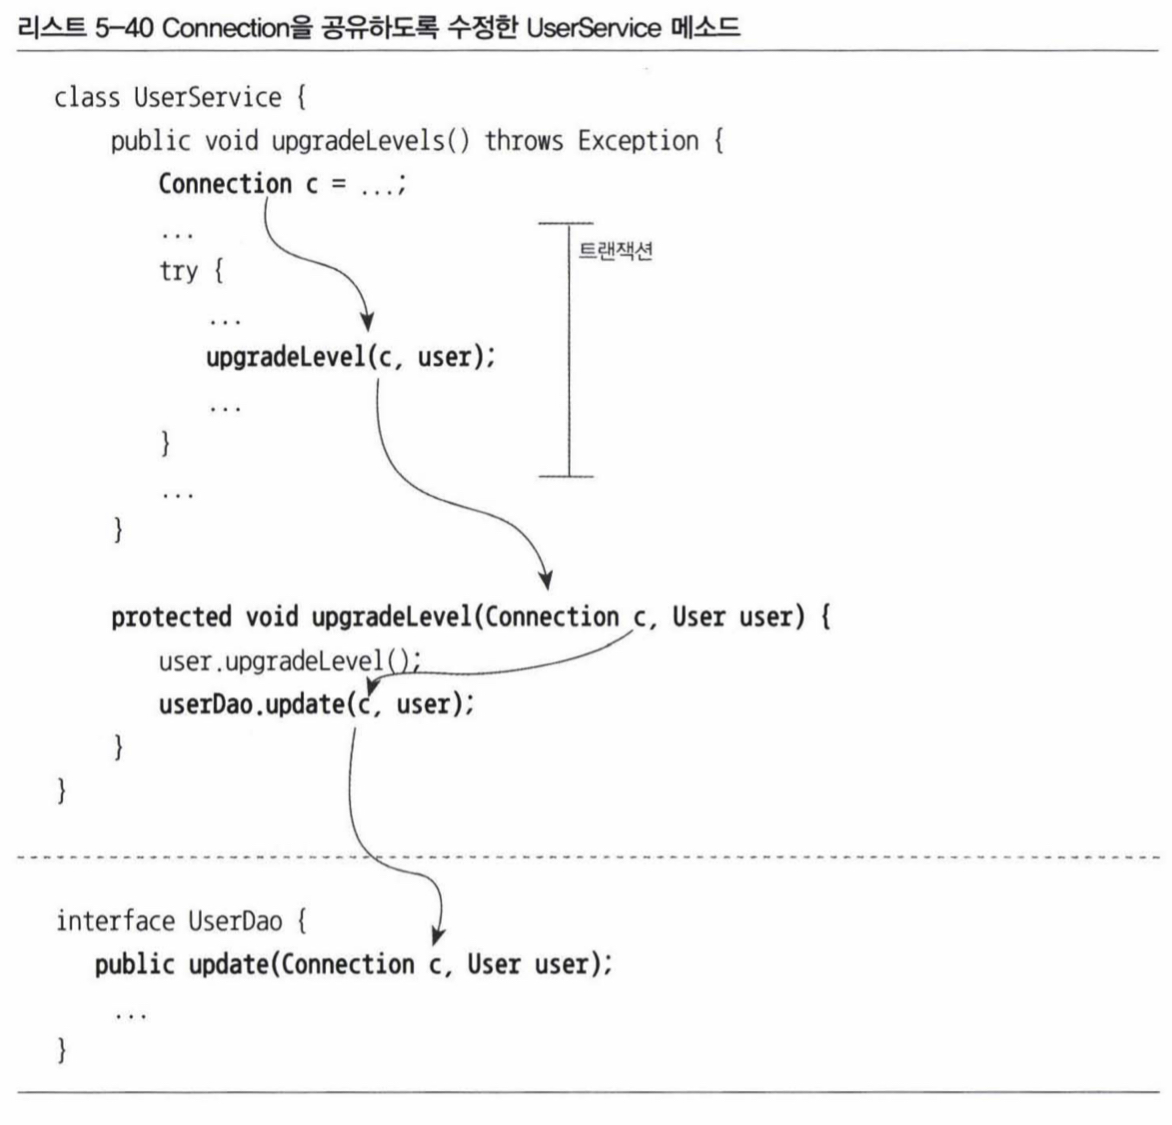 리스트 5-40 Connection을 공유하도록 수정한 UserService 메소드
class UserService {
public void upgradeLevels() throws Exception {
Connection c = ...;
...
트랜잭션
try {
...
upgradeLevel(c, user);
...
}
...
}
protected void upgradeLevel(Connection c, User user) {
user.upgradeLevel();
userDao.update(c, user);
}
}
interface UserDao {
public update(Connection c, User user);
...
}